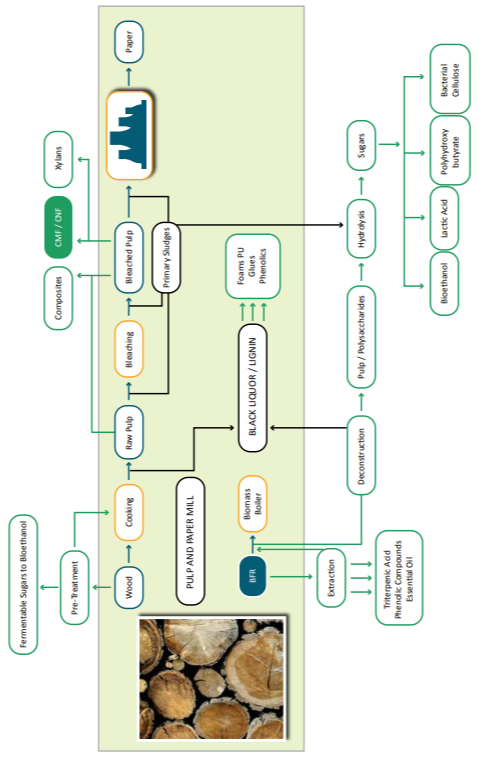 Fermentable Sugars to Bioethanol
Pre-Treatment
Composites
CMF / CNF
Xylans
Wood
Cooking
Raw Pulp
Bleaching
Bleached Pulp
Paper
Primary Sludges
PULP AND PAPER MILL
BFR
Biomass
Boiler
BLACK LIQUOR / LIGNIN
Foams PU
Glues
Phenolics
Extraction
Deconstruction
Pulp / Polysaccharides
Hydrolysis
Sugars
Triterpenic Acid
Phenolic Compounds
Essential Oil
Bioethanol
Lactic Acid
Polyhydroxy
butyrate
Bacterial
Cellulose